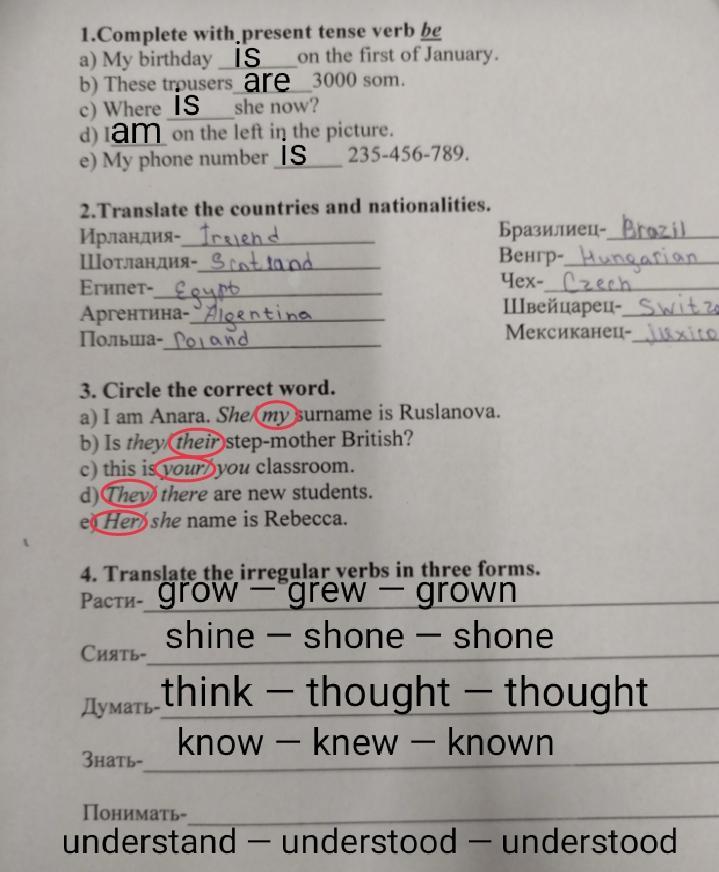 1.Complete with present tense verb be
a) My birthday is on the first of January.
b) These trousers are 3000 som.
c) Where is she now?
d) I am on the left in the picture.
e) My phone number is 235-456-789.
2.Translate the countries and nationalities.
Ирландия- Irelend Бразилиец- Brazil
Шотландия- Scotland Венгр- Hungarian
Египет- Egypt Чех- Czech
Аргентина- Algentina Швейцарец- Switz
Польша- Poland Мексиканец-
3. Circle the correct word.
a) I am Anara. She/ my surname is Ruslanova.
b) Is they/ their step-mother British?
c) this is your/ you classroom.
d) They/ there are new students.
e) Her/ she name is Rebecca.
4. Translate the irregular verbs in three forms.
Расти- grow – grew – grown
Сиять- shine – shone – shone
Думать- think – thought – thought
Знать- know – knew – known
Понимать-
understand – understood – understood